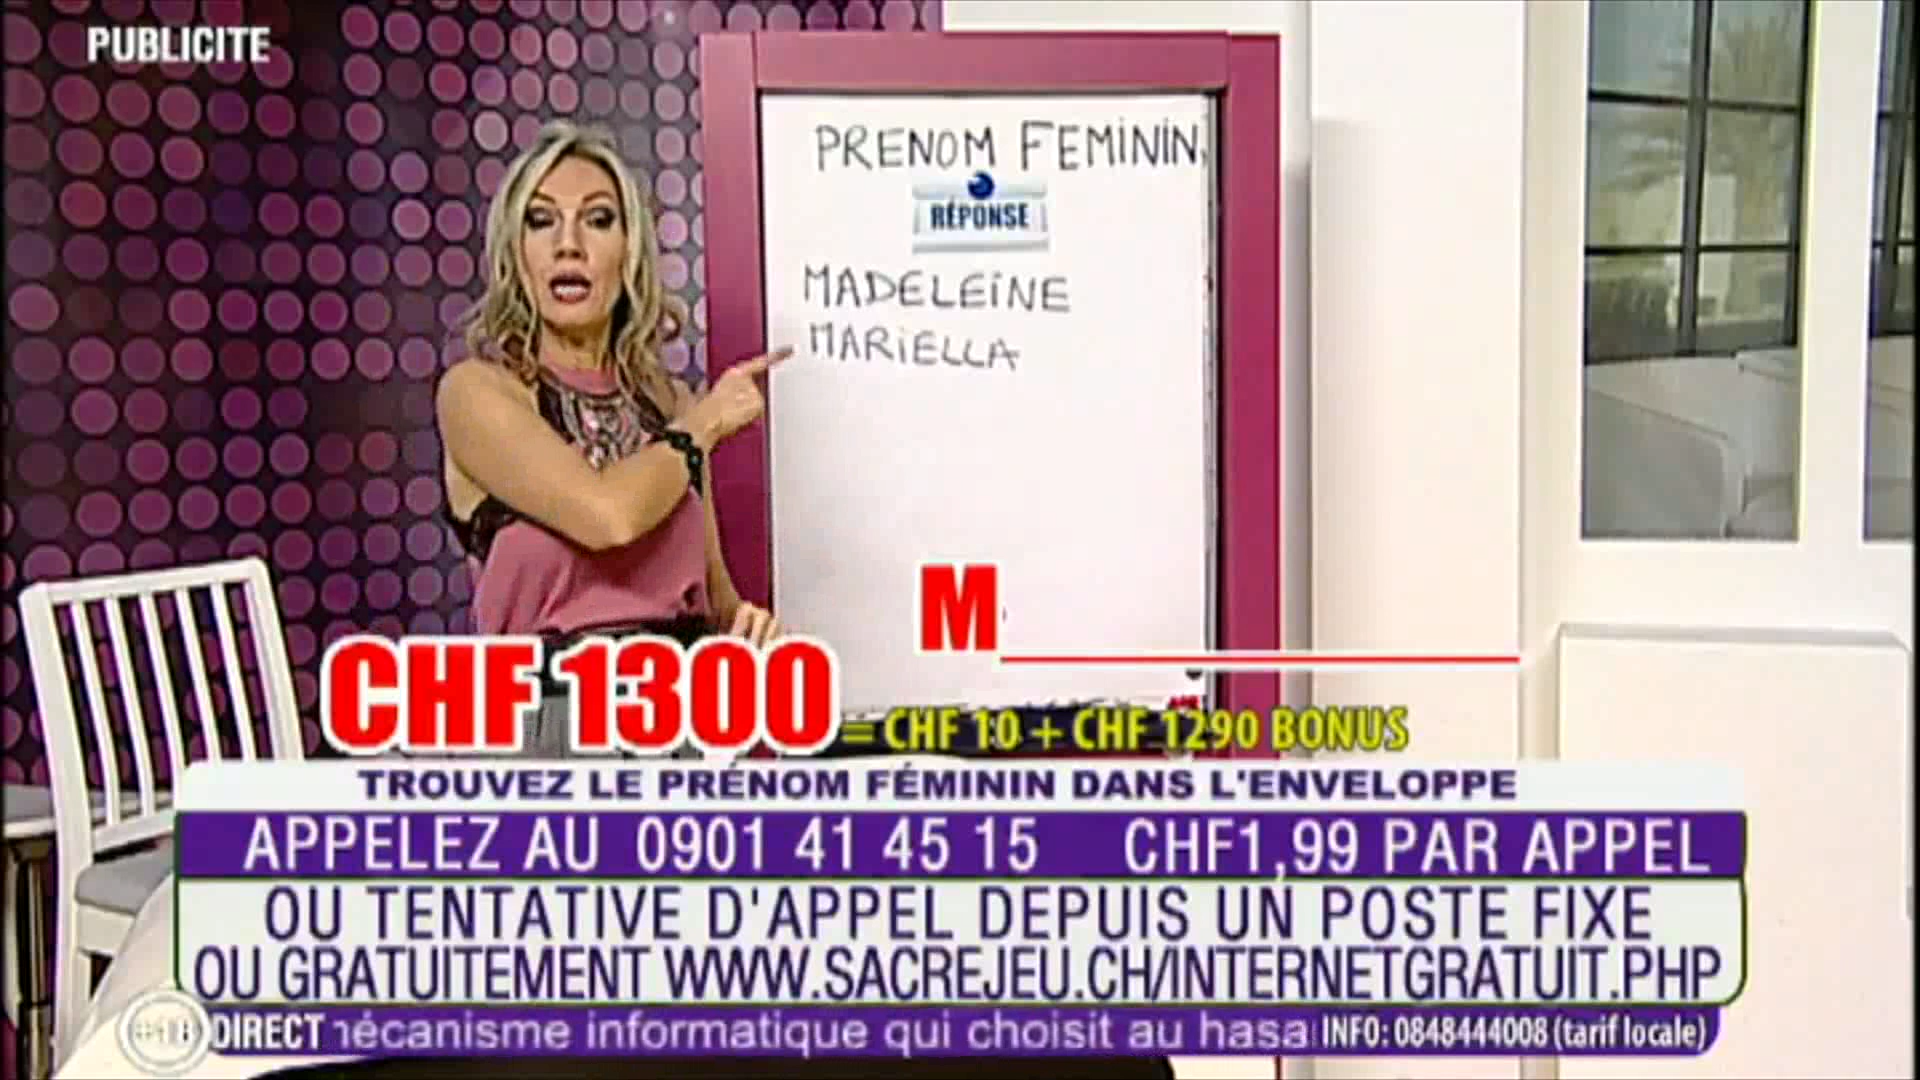 PUBLICITE
PRENOM FEMININ
RÉPONSE
MADELEINE
MARIELLA
M
CHF 1300 = CHF 10 + CHF 1290 BONUS
TROUVEZ LE PRÉNOM FÉMININ DANS L'ENVELOPPE
APPELEZ AU 0901 41 45 15 CHF1,99 PAR APPEL
OU TENTATIVE D'APPEL DEPUIS UN POSTE FIXE
OU GRATUITEMENT WWW.SACREJEU.CH/INTERNETGRATUIT.PHP
DIRECT mécanisme informatique qui choisit au hasa INFO: 0848444008 (tarif locale)